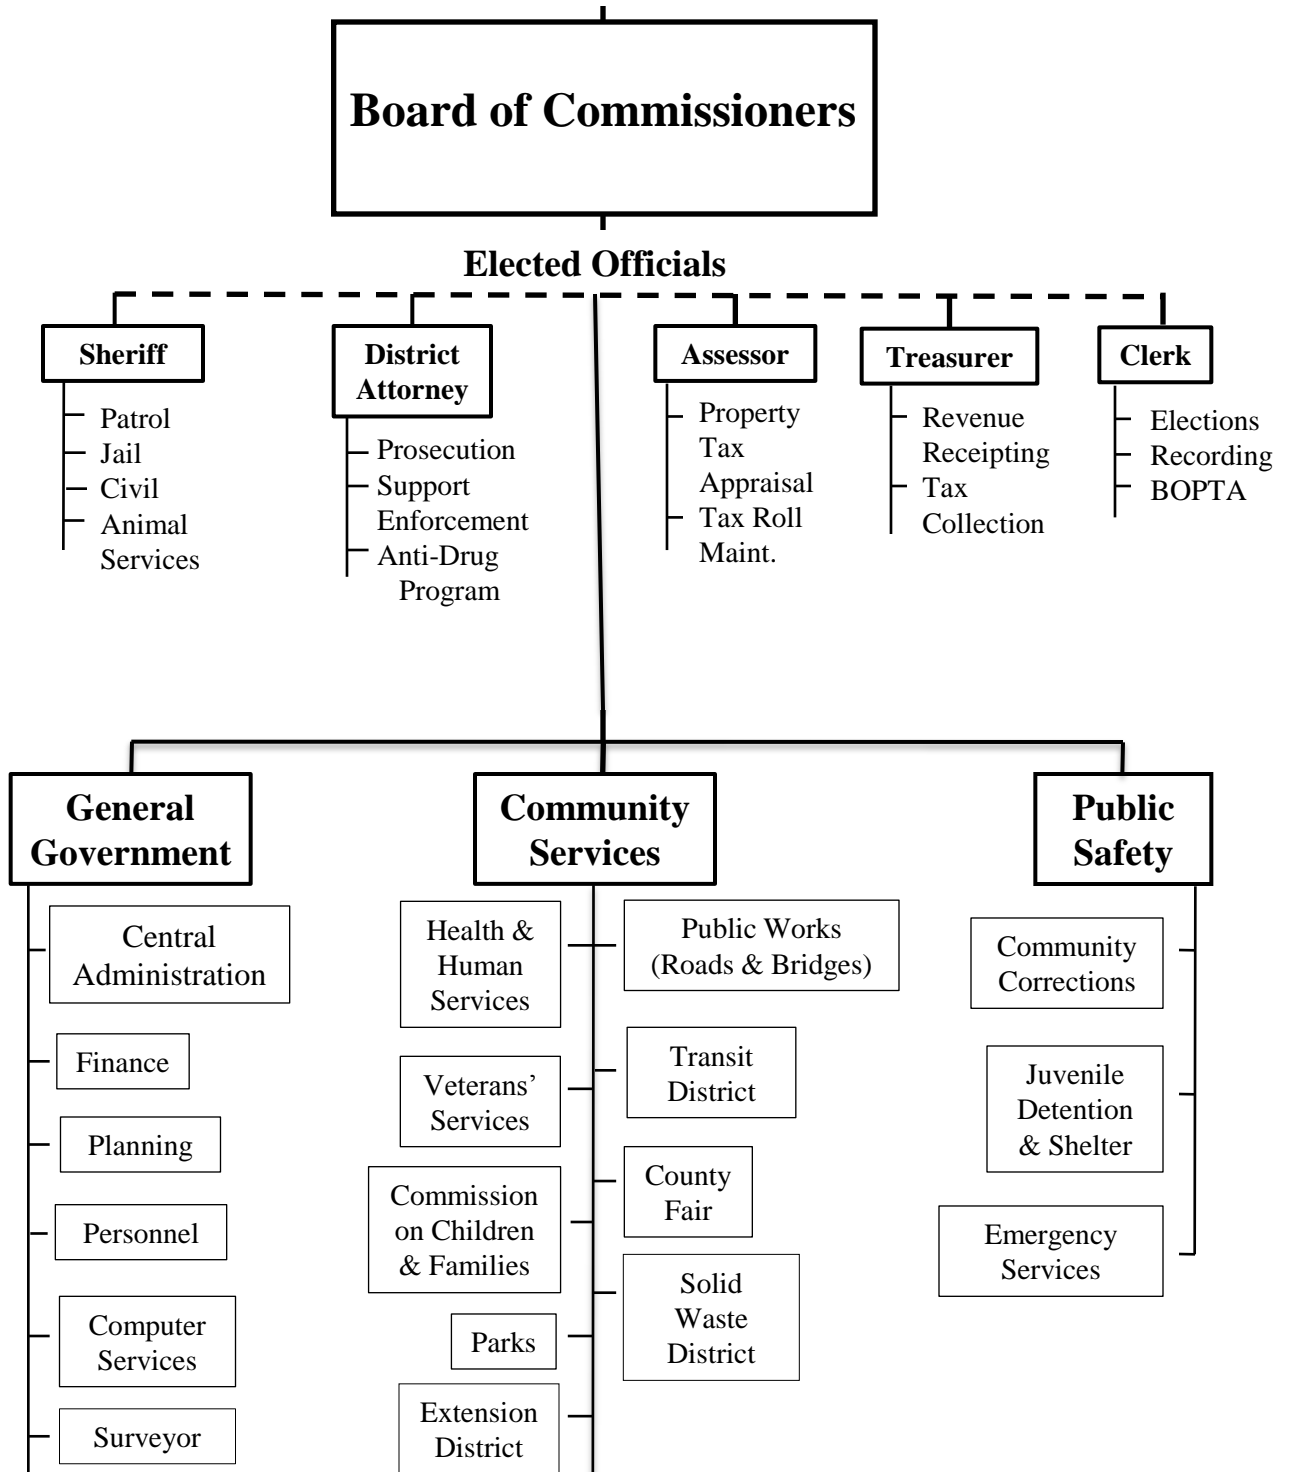 Board of Commissioners
Elected Officials
Sheriff
Patrol
Jail
Civil
Animal
Services
District
Attorney
Prosecution
Support
Enforcement
Anti-Drug
Program
Assessor
Property
Tax
Appraisal
Tax Roll
Maint.
Treasurer
Revenue
Receipting
Tax
Collection
Clerk
Elections
Recording
BOPTA
General
Government
Central
Administration
Finance
Planning
Personnel
Computer
Services
Surveyor
Community
Services
Health &
Human
Services
Veterans’
Services
Commission
on Children
& Families
Parks
Extension
District
Public Works
(Roads & Bridges)
Transit
District
County
Fair
Solid
Waste
District
Public
Safety
Community
Corrections
Juvenile
Detention
& Shelter
Emergency
Services